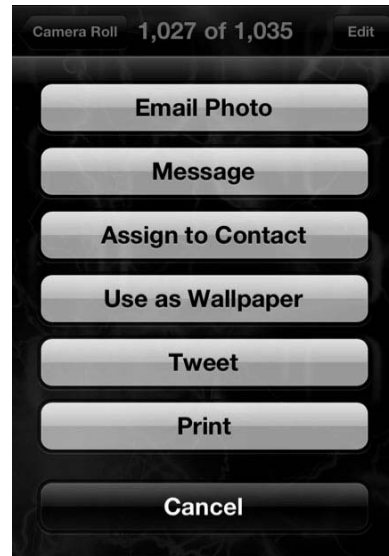 Camera Roll 1,027 of 1,035 Edit
Email Photo
Message
Assign to Contact
Use as Wallpaper
Tweet
Print
Cancel